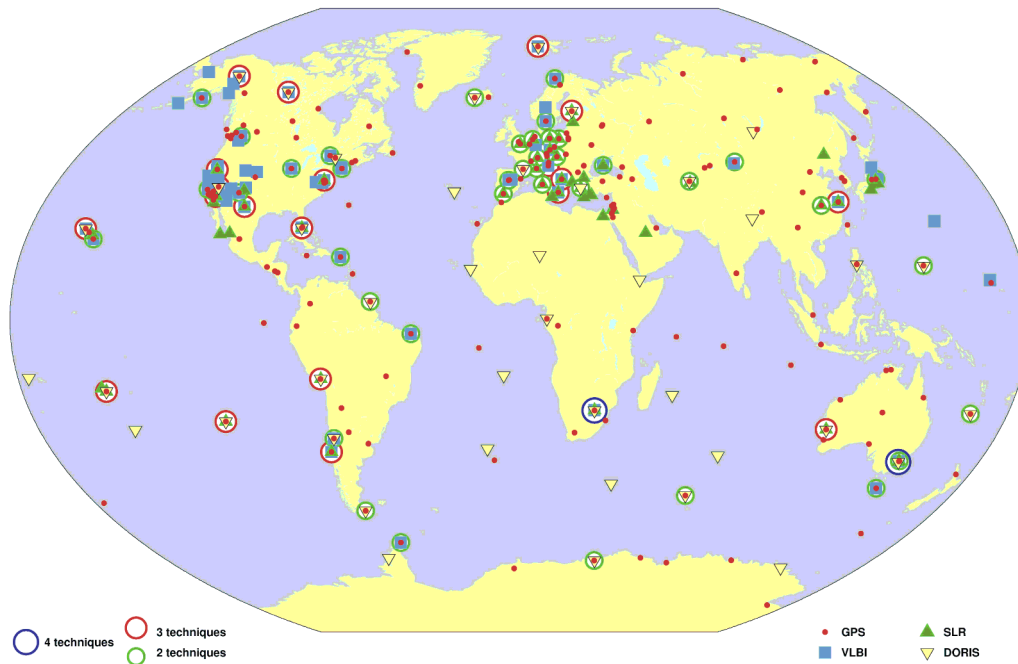 4 techniques
3 techniques
2 techniques
GPS
VLBI
SLR
DORIS